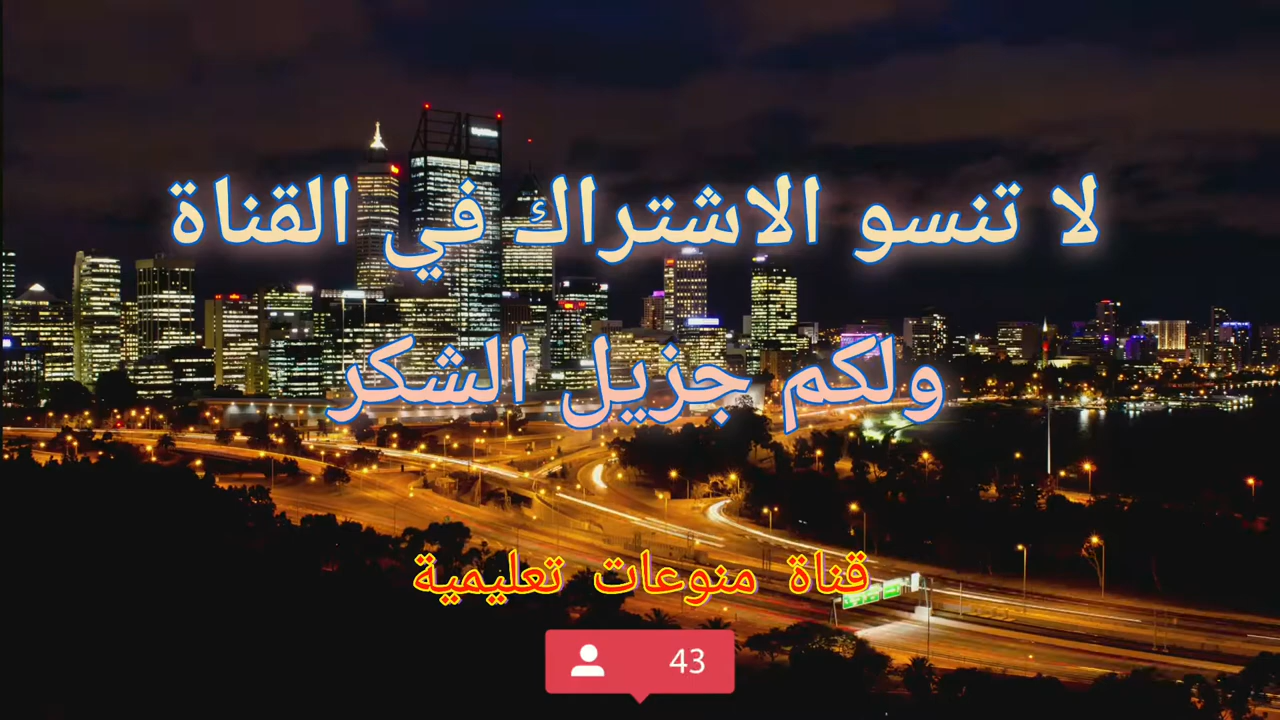 لا تنسو الاشتراك في القناة
ولكم جزيل الشكر
قناة منوعات تعليمية
43